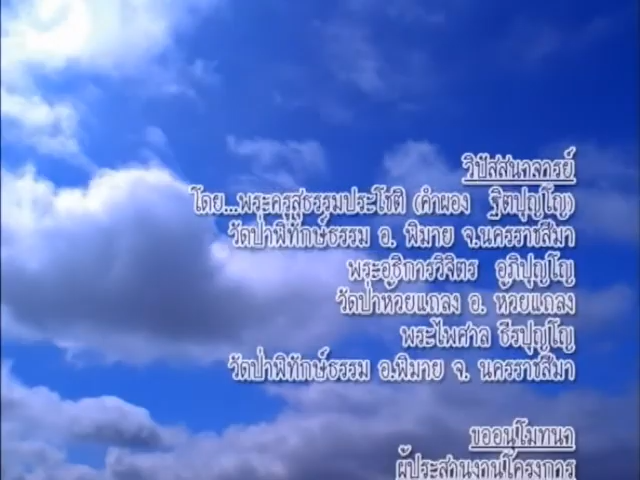 วิปัสสนาจารย์
โดย...พระครูสุธรรมประโชติ (คำผอง ฐิตปุญโญ)
วัดป่าพิทักษ์ธรรม อ. พิมาย จ.นครราชสีมา
พระอธิการวิจิตร อภิปุญโญ
วัดป่าห้วยแถลง อ. ห้วยแถลง
พระไพศาล ธีรปุญโญ
วัดป่าพิทักษ์ธรรม อ.พิมาย จ. นครราชสีมา
ขออนุโมทนา
ผู้ประสานงานโครงการ